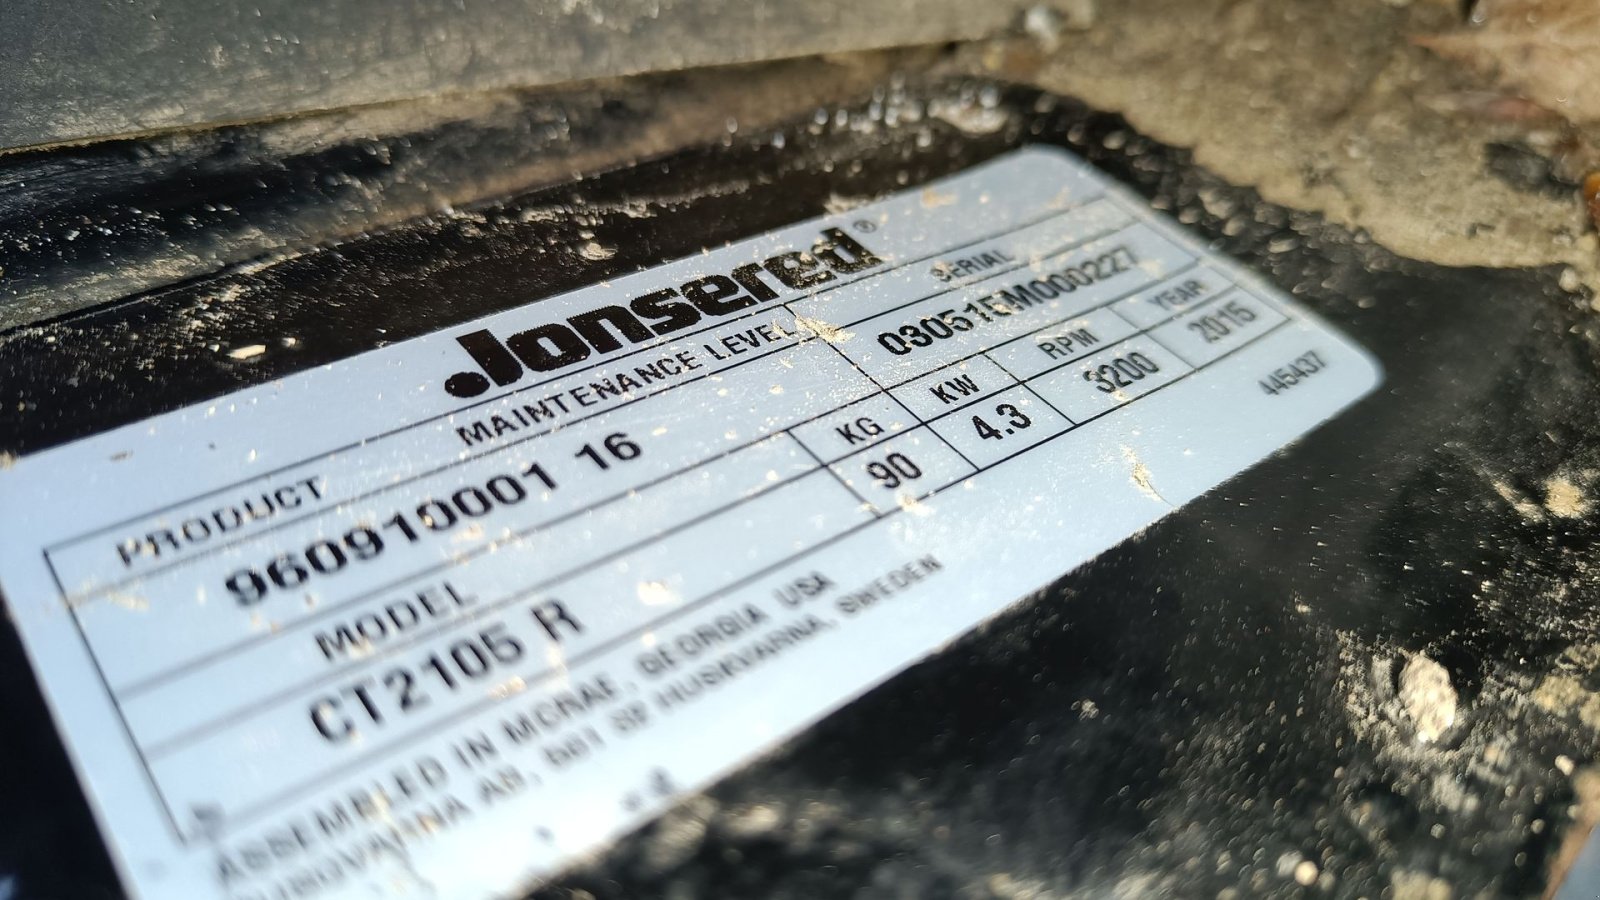 Jonsered®
PRODUCT MAINTENANCE LEVEL SERIAL
960910001 16 030515M000227
MODEL KG KW RPM YEAR
CT2105 R 90 4.3 3200 2015
445437
ASSEMBLED IN MCRAE, GEORGIA USA
HUSQVARNA AB, 561 82 HUSKVARNA, SWEDEN